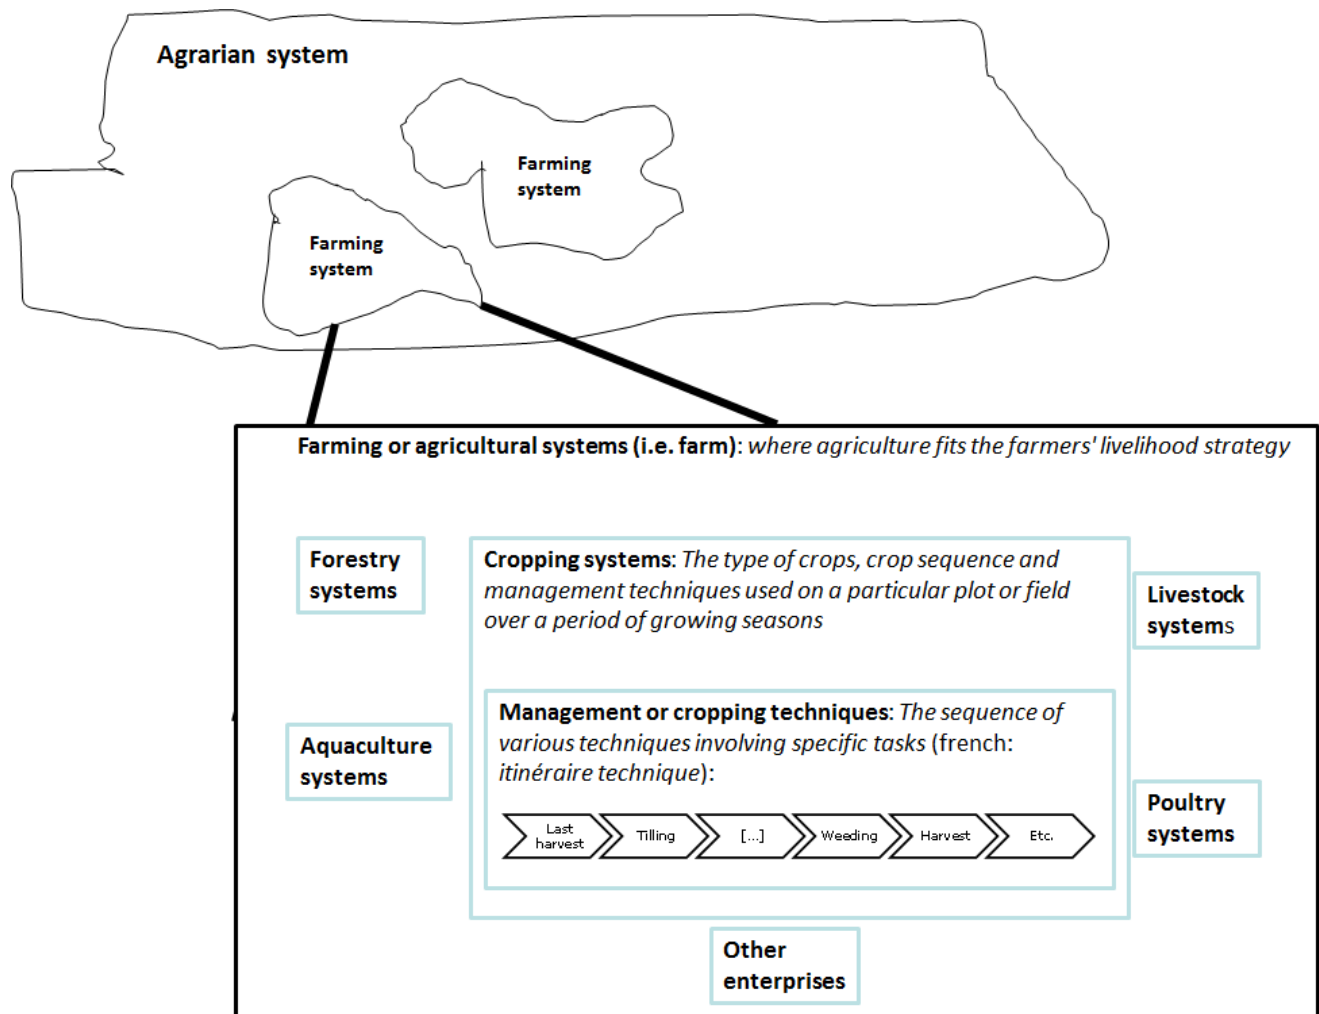 Agrarian system
Farming
system
Farming
system
Farming or agricultural systems (i.e. farm): where agriculture fits the farmers' livelihood strategy
Forestry
systems
Cropping systems: The type of crops, crop sequence and
management techniques used on a particular plot or field
over a period of growing seasons
Livestock
systems
Management or cropping techniques: The sequence of
various techniques involving specific tasks (french:
itinéraire technique):
Aquaculture
systems
Last
harvest
Tilling
[...]
Weeding
Harvest
Etc.
Poultry
systems
Other
enterprises